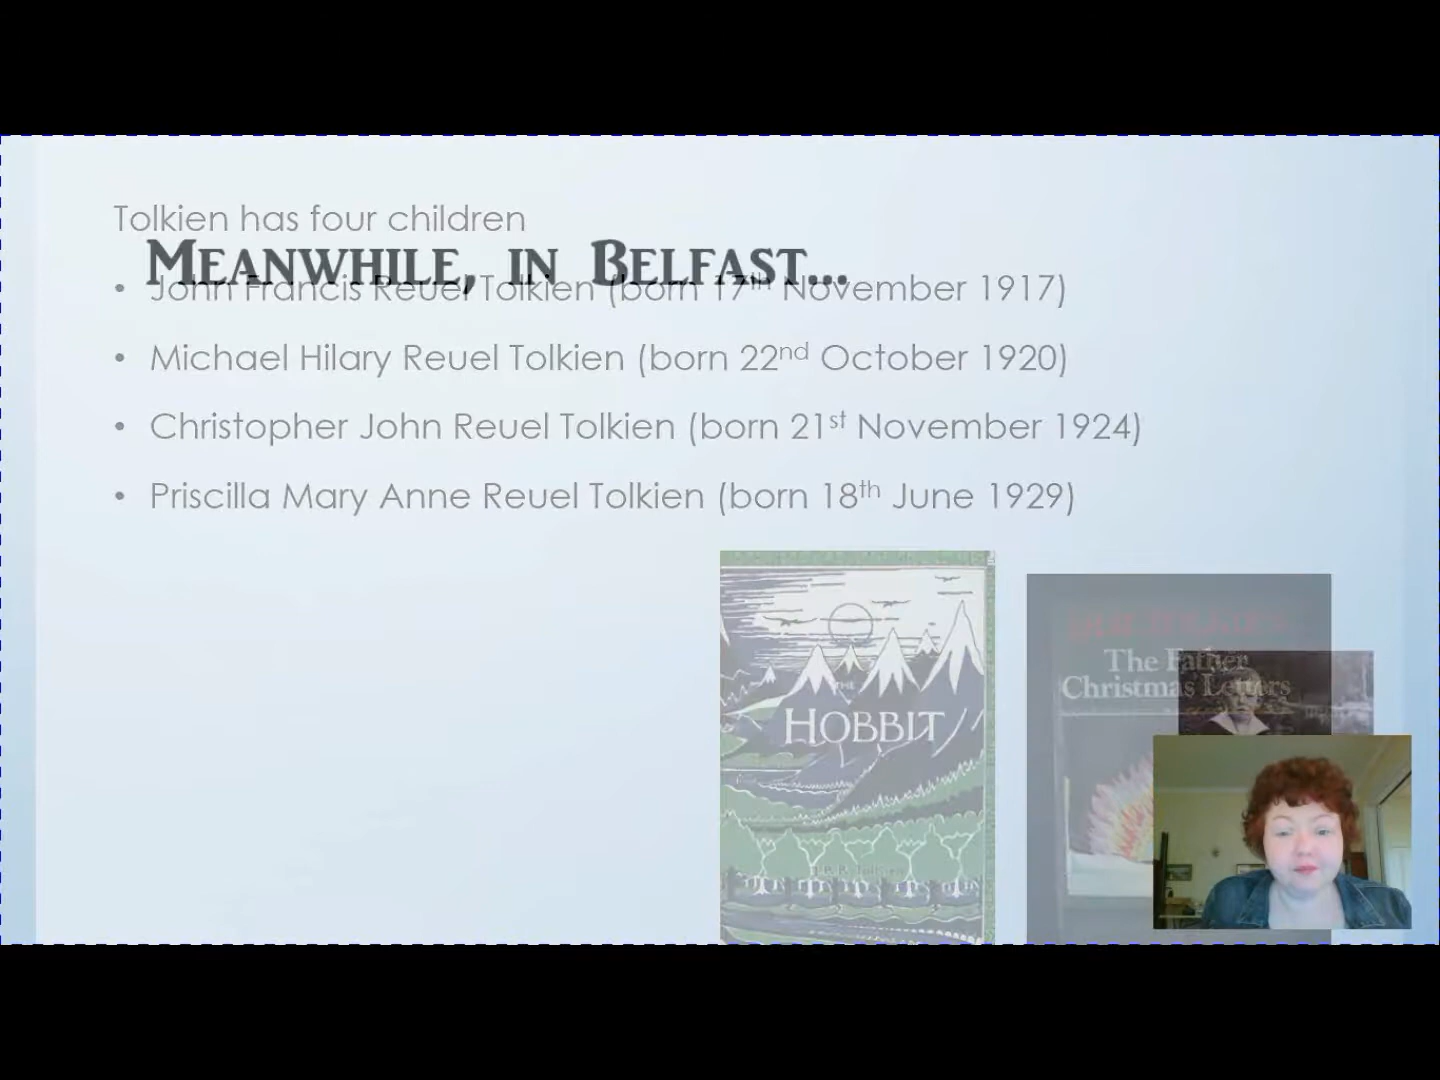 Tolkien has four children
MEANWHILE, IN BELFAST...
• John Francis Reuel Tolkien (born 17th November 1917)
• Michael Hilary Reuel Tolkien (born 22nd October 1920)
• Christopher John Reuel Tolkien (born 21st November 1924)
• Priscilla Mary Anne Reuel Tolkien (born 18th June 1929)
THE
HOBBIT
The Father
Christmas Letters